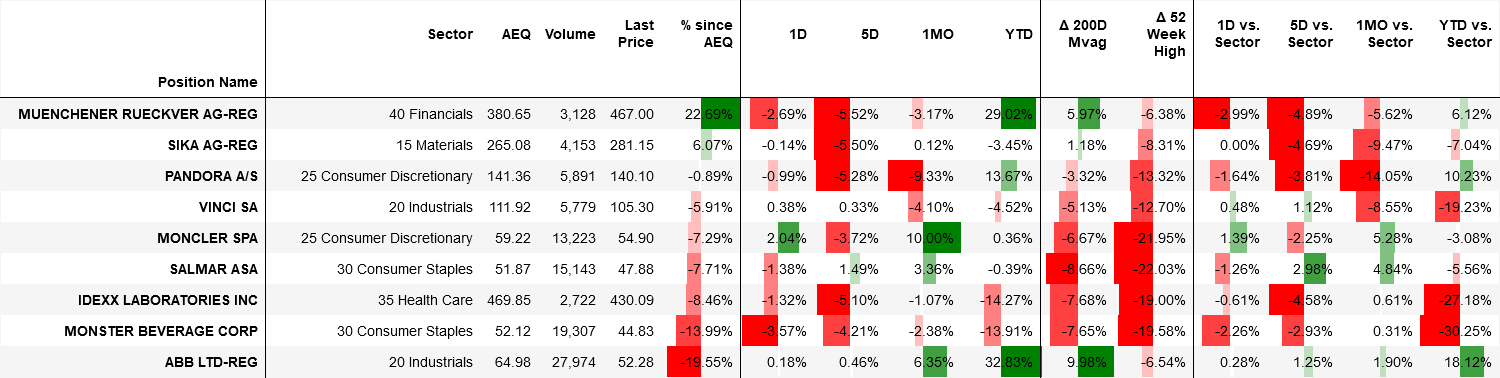 Position Name Sector AEQ Volume Last Price % since AEQ 1D 5D 1MO YTD Δ 200D Mvag Δ 52 Week High 1D vs. Sector 5D vs. Sector 1MO vs. Sector YTD vs. Sector
MUENCHENER RUECKVER AG-REG 40 Financials 380.65 3,128 467.00 22.69% -2.69% -5.52% -3.17% 29.02% 5.97% -6.38% -2.99% -4.89% -5.62% 6.12%
SIKA AG-REG 15 Materials 265.08 4,153 281.15 6.07% -0.14% -5.50% 0.12% -3.45% 1.18% -8.31% 0.00% -4.69% -9.47% -7.04%
PANDORA A/S 25 Consumer Discretionary 141.36 5,891 140.10 -0.89% -0.99% -5.28% -9.33% 13.67% -3.32% -13.32% -1.64% -3.81% -14.05% 10.23%
VINCI SA 20 Industrials 111.92 5,779 105.30 -5.91% 0.38% 0.33% -4.10% -4.52% -5.13% -12.70% 0.48% 1.12% -8.55% -19.23%
MONCLER SPA 25 Consumer Discretionary 59.22 13,223 54.90 -7.29% 2.04% -3.72% 10.00% 0.36% -6.67% -21.95% 1.39% -2.25% 5.28% -3.08%
SALMAR ASA 30 Consumer Staples 51.87 15,143 47.88 -7.71% -1.38% 1.49% 3.36% -0.39% -8.66% -22.03% -1.26% 2.98% 4.84% -5.56%
IDEXX LABORATORIES INC 35 Health Care 469.85 2,722 430.09 -8.46% -1.32% -5.10% -1.07% -14.27% -7.68% -19.00% -0.61% -4.58% 0.61% -27.18%
MONSTER BEVERAGE CORP 30 Consumer Staples 52.12 19,307 44.83 -13.99% -3.57% -4.21% -2.38% -13.91% -7.65% -19.58% -2.26% -2.93% 0.31% -30.25%
ABB LTD-REG 20 Industrials 64.98 27,974 52.28 -19.55% 0.18% 0.46% 6.35% 32.83% 9.98% -6.54% 0.28% 1.25% 1.90% 18.12%